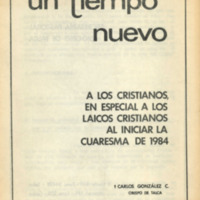 un tiempo
nuevo
A LOS CRISTIANOS,
EN ESPECIAL A LOS
LAICOS CRISTIANOS
AL INICIAR LA
CUARESMA DE 1984
† CARLOS GONZÁLEZ C.
OBISPO DE TALCA